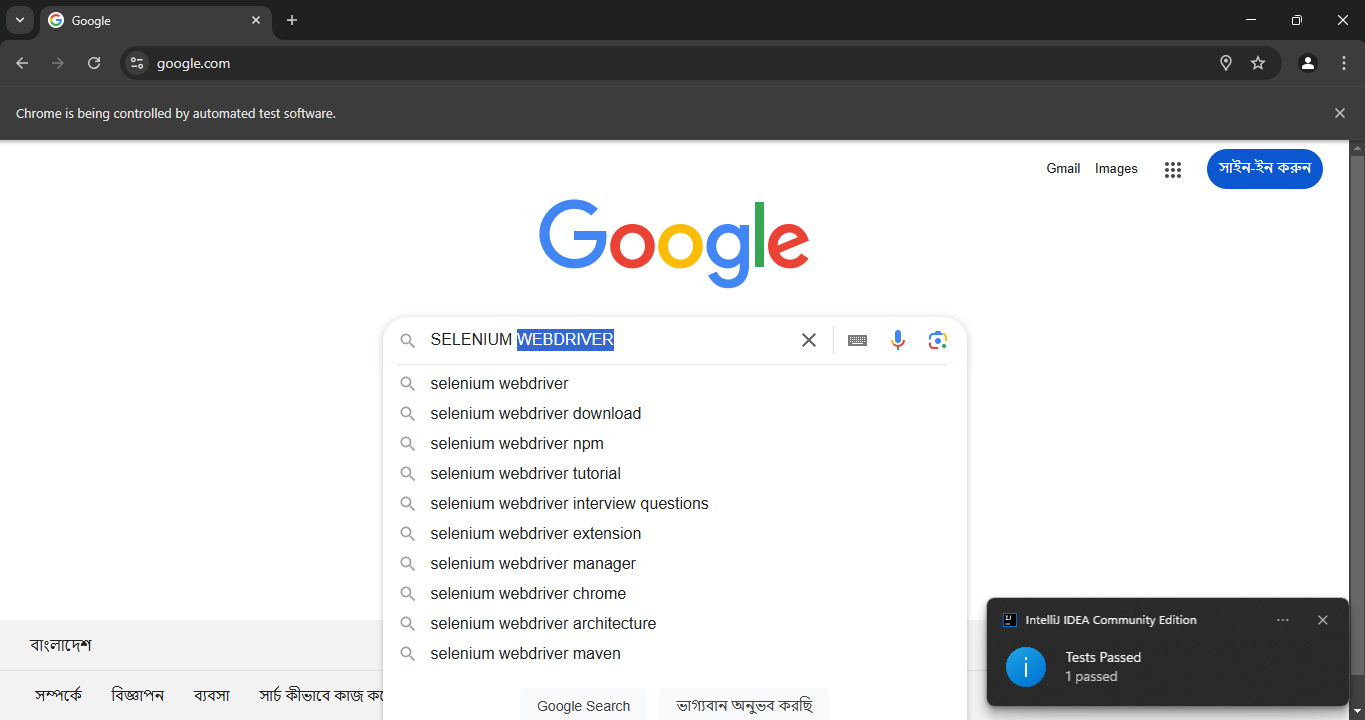 Google
google.com
Chrome is being controlled by automated test software.
Gmail Images সাইন-ইন করুন
Google
SELENIUM WEBDRIVER
selenium webdriver
selenium webdriver download
selenium webdriver npm
selenium webdriver tutorial
selenium webdriver interview questions
selenium webdriver extension
selenium webdriver manager
selenium webdriver chrome
selenium webdriver architecture
selenium webdriver maven
Google Search ভাগ্যবান অনুভব করছি
বাংলাদেশ
সম্পর্কে বিজ্ঞাপন ব্যবসা সার্চ কীভাবে কাজ
IntelliJ IDEA Community Edition
Tests Passed
1 passed